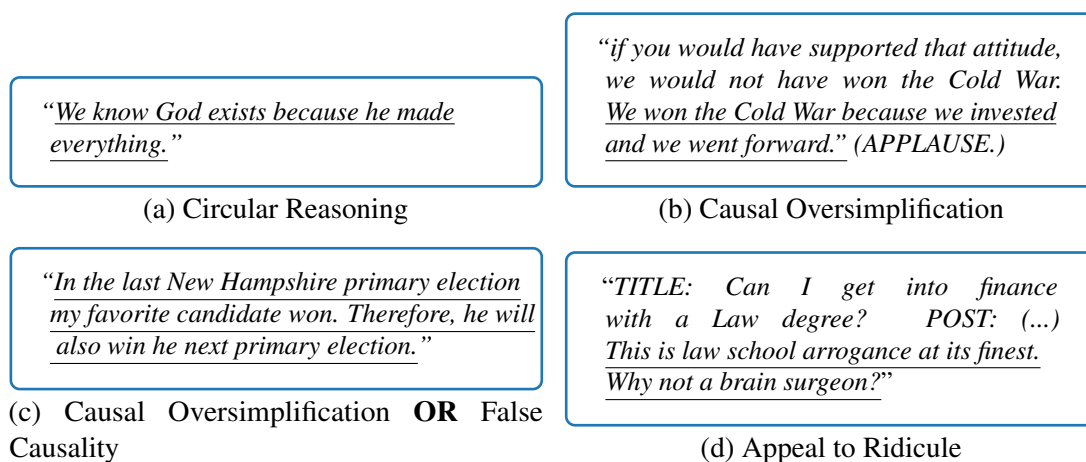 “We know God exists because he made
everything.”
(a) Circular Reasoning
“if you would have supported that attitude,
we would not have won the Cold War.
We won the Cold War because we invested
and we went forward.” (APPLAUSE.)
(b) Causal Oversimplification
“In the last New Hampshire primary election
my favorite candidate won. Therefore, he will
also win he next primary election.”
(c) Causal Oversimplification OR False
Causality
“TITLE: Can I get into finance
with a Law degree? POST: (...)
This is law school arrogance at its finest.
Why not a brain surgeon?”
(d) Appeal to Ridicule